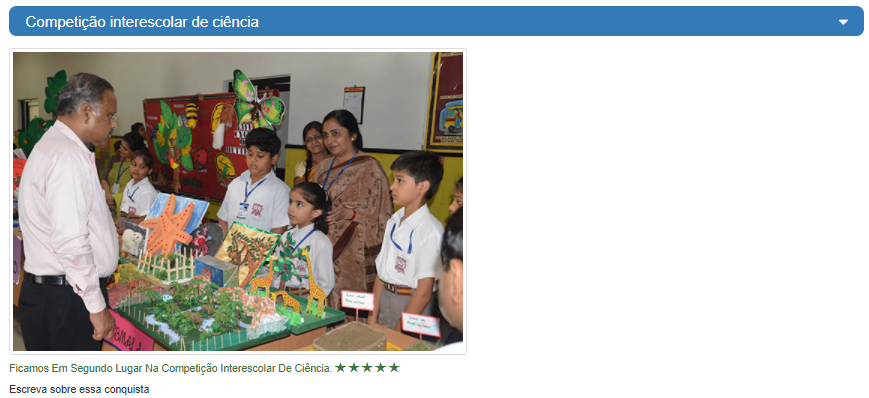 Competição interescolar de ciência
Ficamos Em Segundo Lugar Na Competição Interescolar De Ciência. ★★★★★
Escreva sobre essa conquista